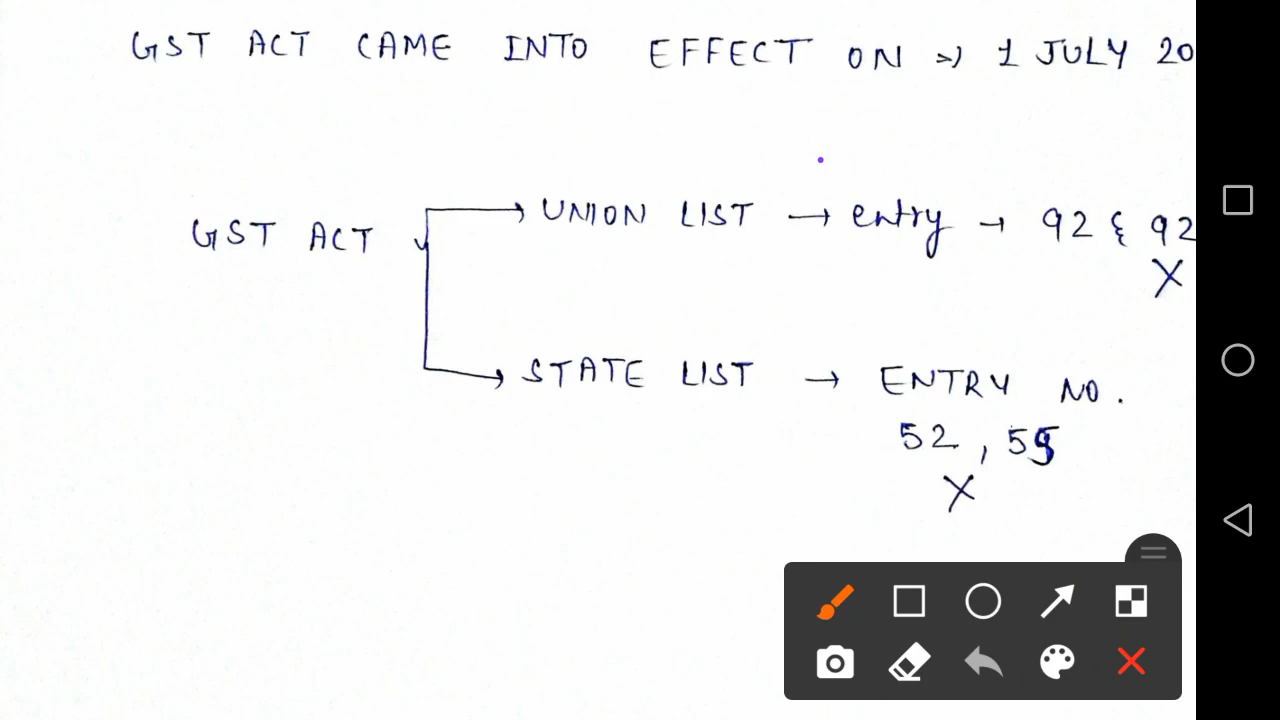 GST ACT CAME INTO EFFECT ON => 1 JULY 20
GST ACT → UNION LIST → entry → 92 & 92
X
→ STATE LIST → ENTRY NO.
52 , 55
X